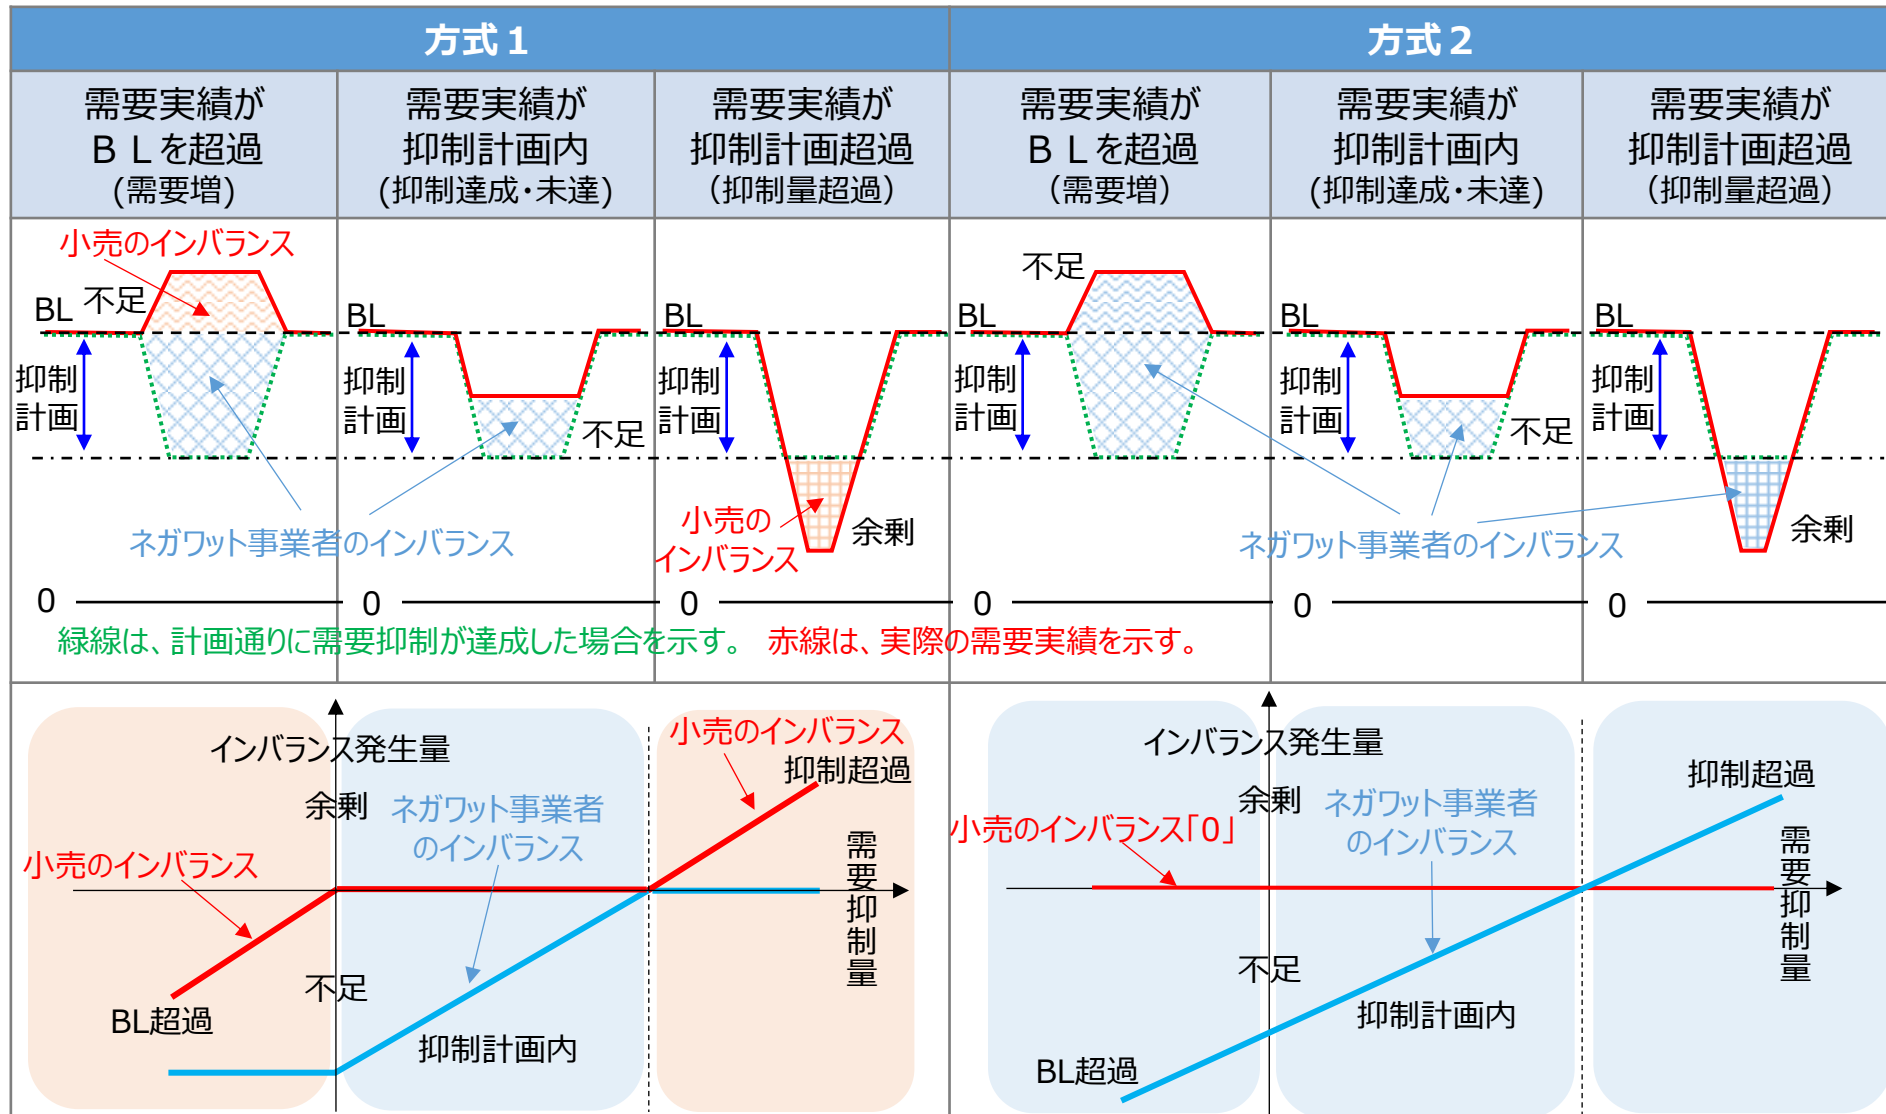 方式1
方式2
需要実績が
BLを超過
(需要増)
需要実績が
抑制計画内
(抑制達成・未達)
需要実績が
抑制計画超過
(抑制量超過)
需要実績が
BLを超過
(需要増)
需要実績が
抑制計画内
(抑制達成・未達)
需要実績が
抑制計画超過
(抑制量超過)
小売のインバランス
BL
不足
抑制
計画
ネガワット事業者のインバランス
0
BL
抑制
計画
不足
0
BL
抑制
計画
小売の
インバランス
余剰
0
不足
BL
抑制
計画
0
BL
抑制
計画
不足
ネガワット事業者のインバランス
0
BL
抑制
計画
余剰
0
緑線は、計画通りに需要抑制が達成した場合を示す。 赤線は、実際の需要実績を示す。
インバランス発生量
余剰
小売のインバランス
抑制超過
ネガワット事業者
のインバランス
小売のインバランス
需要抑制量
不足
BL超過
抑制計画内
インバランス発生量
余剰
抑制超過
ネガワット事業者
のインバランス
小売のインバランス「0」
需要抑制量
不足
抑制計画内
BL超過